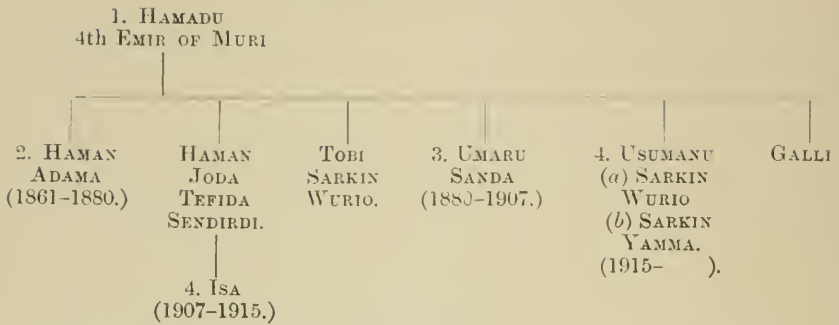 1. HAMADU
4th EMIR OF MURI
2. HAMAN
ADAMA
(1861-1880.)
HAMAN
JODA
TEFIDA
SENDIRDI.
4. ISA
(1907-1915.)
TOBI
SARKIN
WURIO.
3. UMARU
SANDA
(1880-1907.)
4. USUMANU
(a) SARKIN
WURIO
(b) SARKIN
YAMMA.
(1915- ).
GALLI